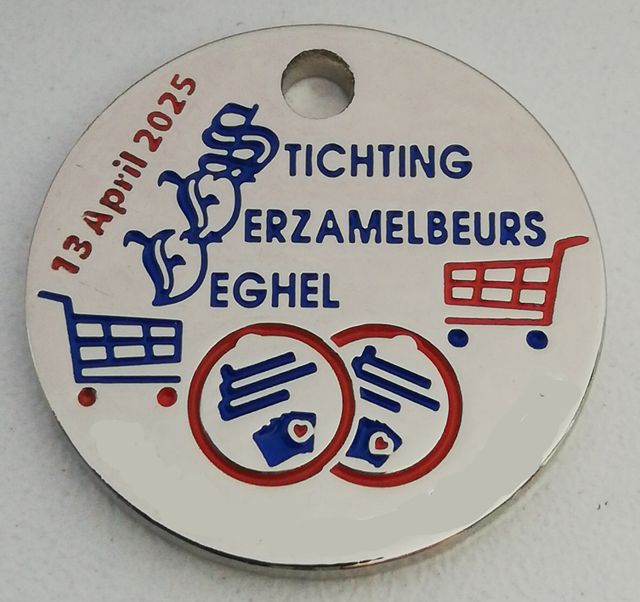 13 April 2025
STICHTING
VERZAMELBEURS
VEGHEL